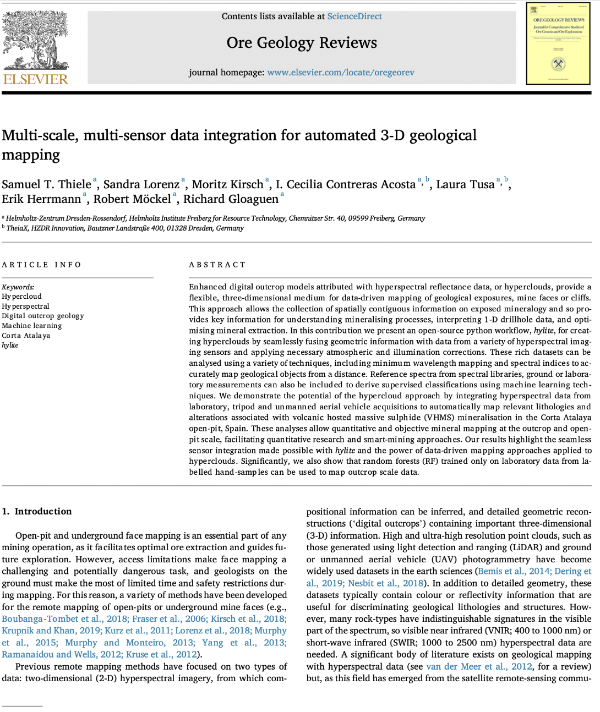 Contents lists available at ScienceDirect
Ore Geology Reviews
journal homepage: www.elsevier.com/locate/oregeorev
ELSEVIER
ORE GEOLOGY REVIEWS
Multi-scale, multi-sensor data integration for automated 3-D geological
mapping
Samuel T. Thiele a, Sandra Lorenz a, Moritz Kirsch a, I. Cecilia Contreras Acosta a, b, Laura Tusa a, b,
Erik Herrmann a, Robert Möckel a, Richard Gloaguen a
a Helmholtz-Zentrum Dresden-Rossendorf, Helmholtz Institute Freiberg for Resource Technology, Chemnitzer Str. 40, 09599 Freiberg, Germany
b TheiaX, HZDR Innovation, Bautzner Landstraße 400, 01328 Dresden, Germany
ARTICLE INFO
Keywords:
Hypercloud
Hyperspectral
Digital outcrop geology
Machine learning
Corta Atalaya
hylite
ABSTRACT
Enhanced digital outcrop models attributed with hyperspectral reflectance data, or hyperclouds, provide a
flexible, three-dimensional medium for data-driven mapping of geological exposures, mine faces or cliffs.
This approach allows the collection of spatially contiguous information on exposed mineralogy and so pro-
vides key information for understanding mineralising processes, interpreting 1-D drillhole data, and opti-
mising mineral extraction. In this contribution we present an open-source python workflow, hylite, for creat-
ing hyperclouds by seamlessly fusing geometric information with data from a variety of hyperspectral imag-
ing sensors and applying necessary atmospheric and illumination corrections. These rich datasets can be
analysed using a variety of techniques, including minimum wavelength mapping and spectral indices to ac-
curately map geological objects from a distance. Reference spectra from spectral libraries, ground or labora-
tory measurements can also be included to derive supervised classifications using machine learning tech-
niques. We demonstrate the potential of the hypercloud approach by integrating hyperspectral data from
laboratory, tripod and unmanned aerial vehicle acquisitions to automatically map relevant lithologies and
alterations associated with volcanic hosted massive sulphide (VHMS) mineralisation in the Corta Atalaya
open-pit, Spain. These analyses allow quantitative and objective mineral mapping at the outcrop and open-
pit scale, facilitating quantitative research and smart-mining approaches. Our results highlight the seamless
sensor integration made possible with hylite and the power of data-driven mapping approaches applied to
hyperclouds. Significantly, we also show that random forests (RF) trained only on laboratory data from la-
belled hand-samples can be used to map outcrop scale data.
1. Introduction
Open-pit and underground face mapping is an essential part of any
mining operation, as it facilitates optimal ore extraction and guides fu-
ture exploration. However, access limitations make face mapping a
challenging and potentially dangerous task, and geologists on the
ground must make the most of limited time and safety restrictions dur-
ing mapping. For this reason, a variety of methods have been developed
for the remote mapping of open-pits or underground mine faces (e.g.,
Boubanga-Tombet et al., 2018; Fraser et al., 2006; Kirsch et al., 2018;
Krupnik and Khan, 2019; Kurz et al., 2011; Lorenz et al., 2018; Murphy
et al., 2015; Murphy and Monteiro, 2013; Yang et al., 2013;
Ramanaidou and Wells, 2012; Kruse et al., 2012).
Previous remote mapping methods have focused on two types of
data: two-dimensional (2-D) hyperspectral imagery, from which com-
positional information can be inferred, and detailed geometric recon-
structions ('digital outcrops') containing important three-dimensional
(3-D) information. High and ultra-high resolution point clouds, such as
those generated using light detection and ranging (LiDAR) and ground
or unmanned aerial vehicle (UAV) photogrammetry have become
widely used datasets in the earth sciences (Bemis et al., 2014; Dering et
al., 2019; Nesbit et al., 2018). In addition to detailed geometry, these
datasets typically contain colour or reflectivity information that are
useful for discriminating geological lithologies and structures. How-
ever, many rock-types have indistinguishable signatures in the visible
part of the spectrum, so visible near infrared (VNIR; 400 to 1000 nm) or
short-wave infrared (SWIR; 1000 to 2500 nm) hyperspectral data are
needed. A significant body of literature exists on geological mapping
with hyperspectral data (see van der Meer et al., 2012, for a review)
but, as this field has emerged from the satellite remote-sensing commu-